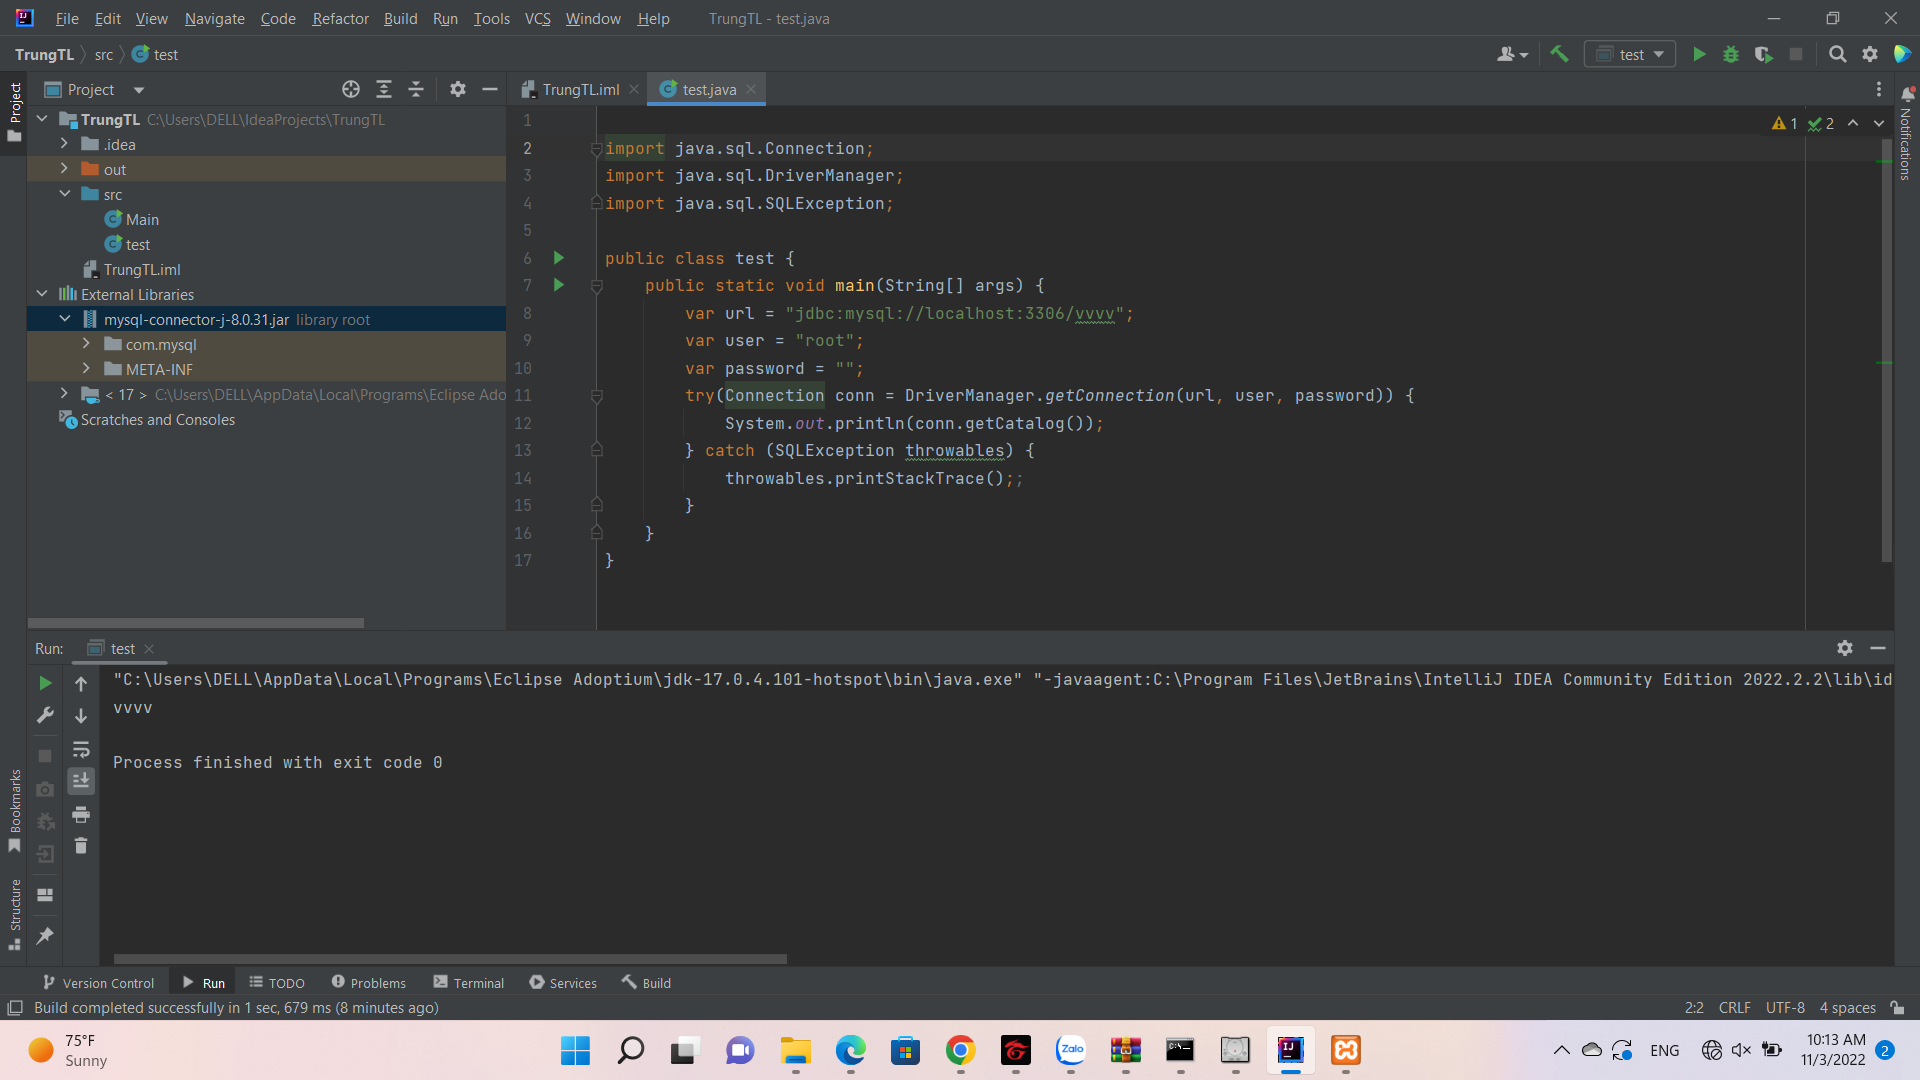 File Edit View Navigate Code Refactor Build Run Tools VCS Window Help TrungTL - test.java
TrungTL src test
test
Project
Project
TrungTL C:\Users\DELL\IdeaProjects\TrungTL
.idea
out
src
Main
test
TrungTL.iml
External Libraries
mysql-connector-j-8.0.31.jar library root
com.mysql
META-INF
< 17 > C:\Users\DELL\AppData\Local\Programs\Eclipse Ado
Scratches and Consoles
TrungTL.iml test.java
1 2
Notifications
1
2 import java.sql.Connection;
3 import java.sql.DriverManager;
4 import java.sql.SQLException;
5
6 public class test {
7 public static void main(String[] args) {
8 var url = "jdbc:mysql://localhost:3306/vvvv";
9 var user = "root";
10 var password = "";
11 try(Connection conn = DriverManager.getConnection(url, user, password)) {
12 System.out.println(conn.getCatalog());
13 } catch (SQLException throwables) {
14 throwables.printStackTrace();;
15 }
16 }
17 }
Run: test
"C:\Users\DELL\AppData\Local\Programs\Eclipse Adoptium\jdk-17.0.4.101-hotspot\bin\java.exe" "-javaagent:C:\Program Files\JetBrains\IntelliJ IDEA Community Edition 2022.2.2\lib\id
vvvv
Process finished with exit code 0
Bookmarks
Structure
Version Control Run TODO Problems Terminal Services Build
Build completed successfully in 1 sec, 679 ms (8 minutes ago) 2:2 CRLF UTF-8 4 spaces
75°F
Sunny
Zalo
ENG
10:13 AM
11/3/2022
2